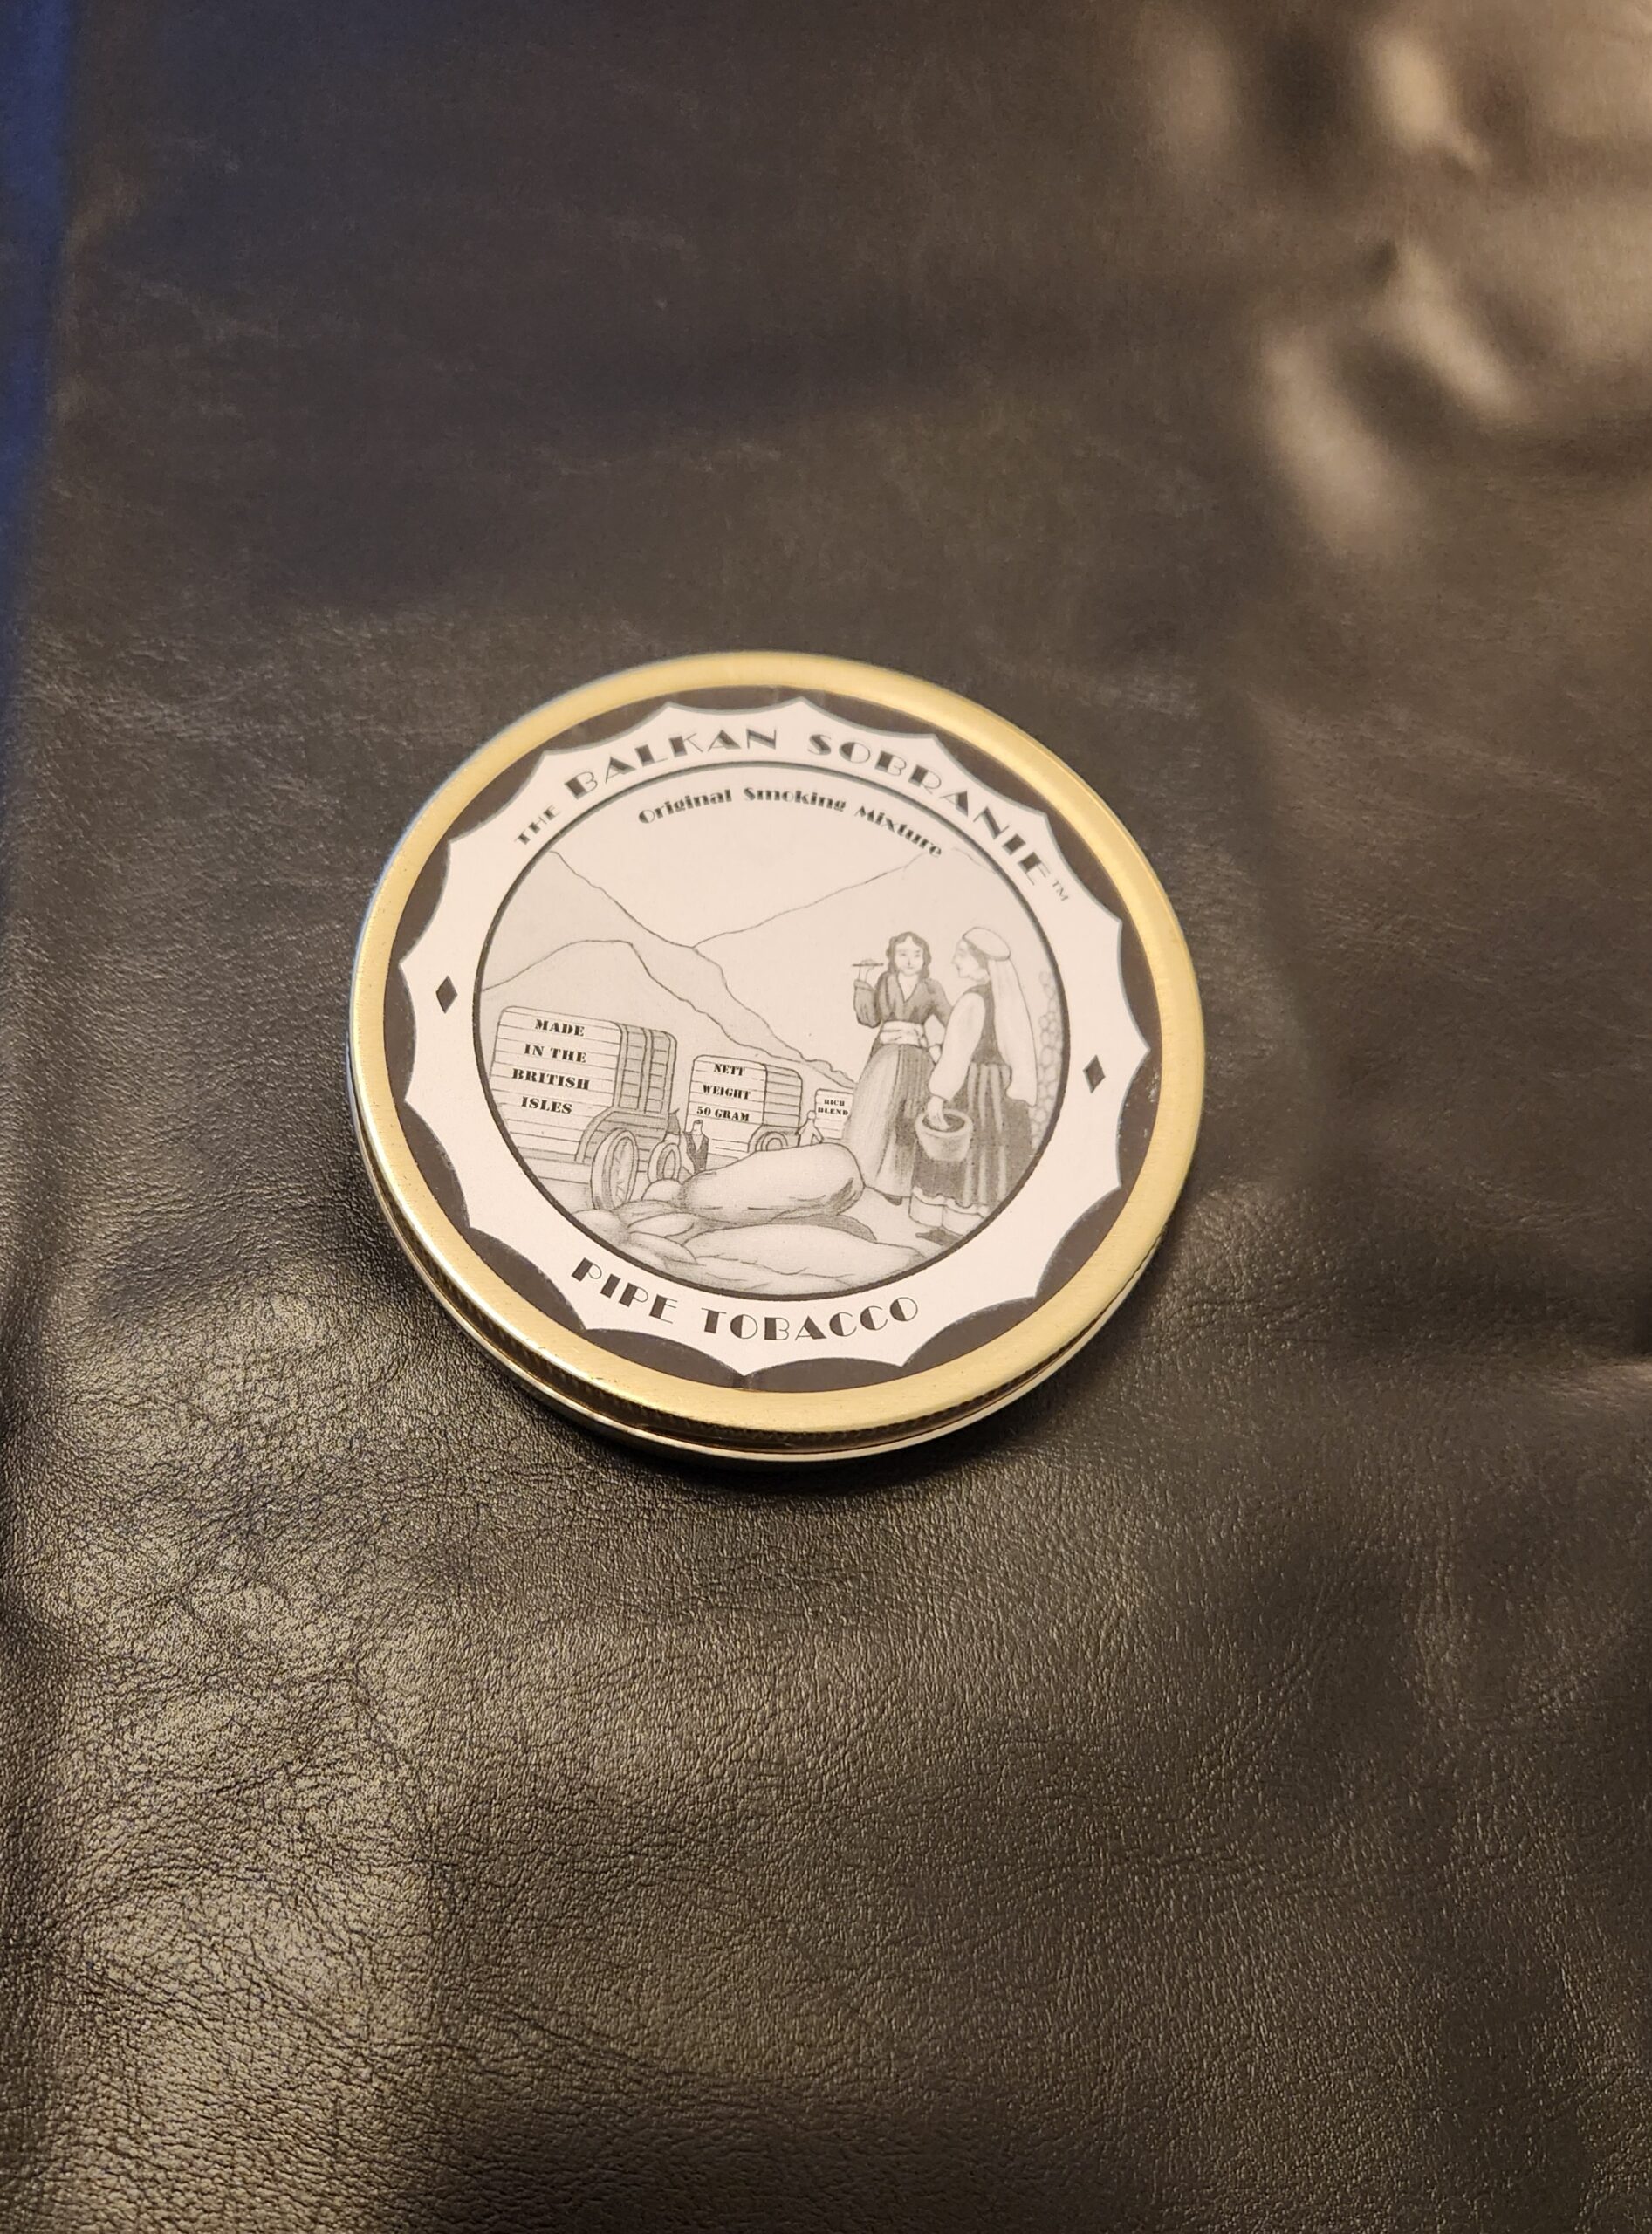 THE BALKAN SOBRANIE™
Original Smoking Mixture
MADE
IN THE
BRITISH
ISLES
NETT
WEIGHT
50 GRAM
RICH
BLEND
PIPE TOBACCO